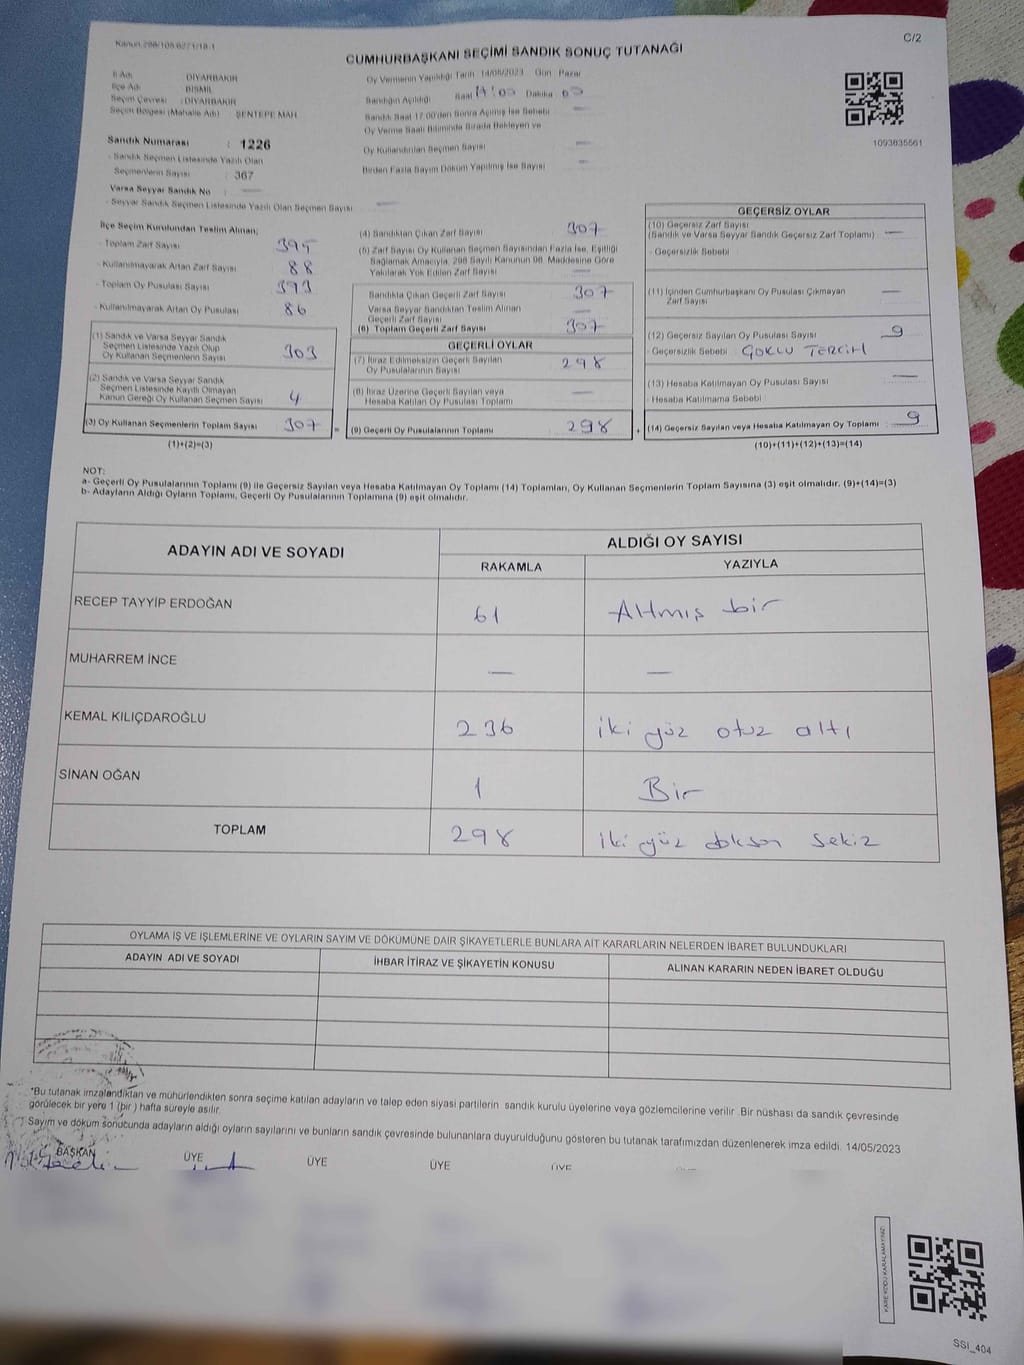 Kanun.298/105.6271/18.1
C/2
CUMHURBAŞKANI SEÇİMİ SANDIK SONUÇ TUTANAĞI
İl Adı DİYARBAKIR
İlçe Adı BİSMİL
Seçim Çevresi : DİYARBAKIR
Seçim Bölgesi (Mahalle Adı) ŞENTEPE MAH
Oy Vermenin Yapıldığı Tarih 14/05/2023 Gün Pazar
Sandığın Açıldığı Saat Dakika
Sandık Saat 17.00'den Sonra Açılmış İse Sebebi —
Oy Verme Saati Bitiminde Sırada Bekleyen ve
Oy Kullandırılan Seçmen Sayısı —
Birden Fazla Sayım Döküm Yapılmış İse Sayısı —
1093835561
Sandık Numarası : 1226
- Sandık Seçmen Listesinde Yazılı Olan
Seçmenlerin Sayısı : 367
Varsa Seyyar Sandık No : —
- Seyyar Sandık Seçmen Listesinde Yazılı Olan Seçmen Sayısı —
İlçe Seçim Kurulundan Teslim Alınan;
- Toplam Zarf Sayısı 395
- Kullanılmayarak Artan Zarf Sayısı 88
- Toplam Oy Pusulası Sayısı 393
- Kullanılmayarak Artan Oy Pusulası 86
(1) Sandık ve Varsa Seyyar Sandık
Seçmen Listesinde Yazılı Olup
Oy Kullanan Seçmenlerin Sayısı 303
(2) Sandık ve Varsa Seyyar Sandık
Seçmen Listesinde Kayıtlı Olmayan
Kanun Gereği Oy Kullanan Seçmen Sayısı 4
(3) Oy Kullanan Seçmenlerin Toplam Sayısı 307 =
(1)+(2)=(3)
(4) Sandıktan Çıkan Zarf Sayısı 307
(5) Zarf Sayısı Oy Kullanan Seçmen Sayısından Fazla İse, Eşitliği
Sağlamak Amacıyla, 298 Sayılı Kanunun 98. Maddesine Göre
Yakılarak Yok Edilen Zarf Sayısı —
Sandıkta Çıkan Geçerli Zarf Sayısı 307
Varsa Seyyar Sandıktan Teslim Alınan
Geçerli Zarf Sayısı —
(6) Toplam Geçerli Zarf Sayısı 307
GEÇERLİ OYLAR
(7) İtiraz Edilmeksizin Geçerli Sayılan
Oy Pusulalarının Sayısı 298
(8) İtiraz Üzerine Geçerli Sayılan veya
Hesaba Katılan Oy Pusulası Toplamı —
(9) Geçerli Oy Pusulalarının Toplamı 298 +
GEÇERSİZ OYLAR
(10) Geçersiz Zarf Sayısı
(Sandık ve Varsa Seyyar Sandık Geçersiz Zarf Toplamı) —
- Geçersizlik Sebebi
(11) İçinden Cumhurbaşkanı Oy Pusulası Çıkmayan
Zarf Sayısı —
(12) Geçersiz Sayılan Oy Pusulası Sayısı 9
- Geçersizlik Sebebi ÇOKLU TERCİH
(13) Hesaba Katılmayan Oy Pusulası Sayısı —
- Hesaba Katılmama Sebebi
(14) Geçersiz Sayılan veya Hesaba Katılmayan Oy Toplamı 9
(10)+(11)+(12)+(13)=(14)
NOT:
a- Geçerli Oy Pusulalarının Toplamı (9) ile Geçersiz Sayılan veya Hesaba Katılmayan Oy Toplamı (14) Toplamları, Oy Kullanan Seçmenlerin Toplam Sayısına (3) eşit olmalıdır. (9)+(14)=(3)
b- Adayların Aldığı Oyların Toplamı, Geçerli Oy Pusulalarının Toplamına (9) eşit olmalıdır.
ADAYIN ADI VE SOYADI
ALDIĞI OY SAYISI
RAKAMLA YAZIYLA
RECEP TAYYİP ERDOĞAN 61 Altmış bir
MUHARREM İNCE — —
KEMAL KILIÇDAROĞLU 236 iki yüz otuz altı
SİNAN OĞAN 1 Bir
TOPLAM 298 iki yüz doksan sekiz
OYLAMA İŞ VE İŞLEMLERİNE VE OYLARIN SAYIM VE DÖKÜMÜNE DAİR ŞİKAYETLERLE BUNLARA AİT KARARLARIN NELERDEN İBARET BULUNDUKLARI
ADAYIN ADI VE SOYADI İHBAR İTİRAZ VE ŞİKAYETİN KONUSU ALINAN KARARIN NEDEN İBARET OLDUĞU
*Bu tutanak imzalandıktan ve mühürlendikten sonra seçime katılan adayların ve talep eden siyasi partilerin sandık kurulu üyelerine veya gözlemcilerine verilir .Bir nüshası da sandık çevresinde
görülecek bir yere 1 (bir ) hafta süreyle asılır.
Sayım ve döküm sonucunda adayların aldığı oyların sayılarını ve bunların sandık çevresinde bulunanlara duyurulduğunu gösteren bu tutanak tarafımızdan düzenlenerek imza edildi. 14/05/2023
BAŞKAN ÜYE ÜYE ÜYE ÜYE
KARE KODU KARALAMAYINIZ!
SSI_404